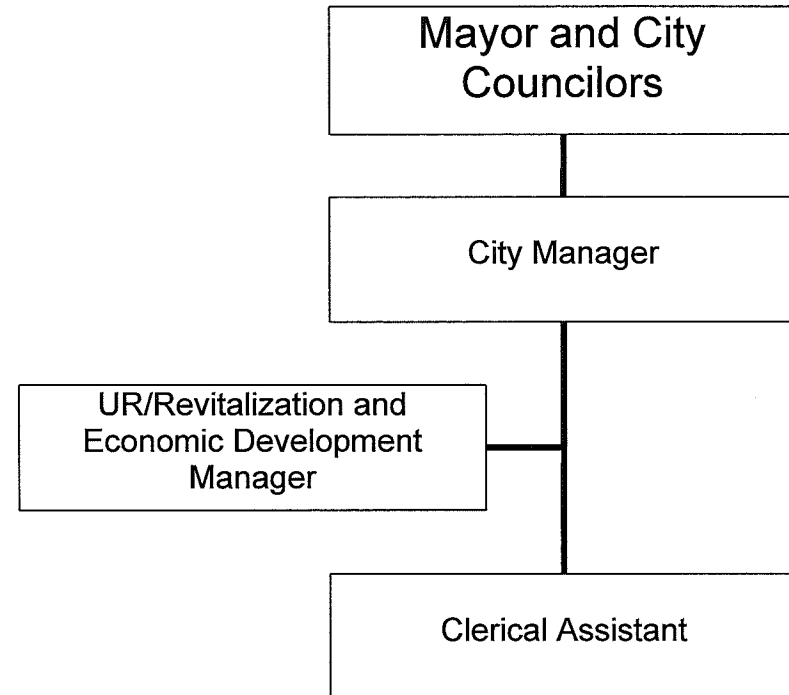 Mayor and City
Councilors
City Manager
UR/Revitalization and
Economic Development
Manager
Clerical Assistant